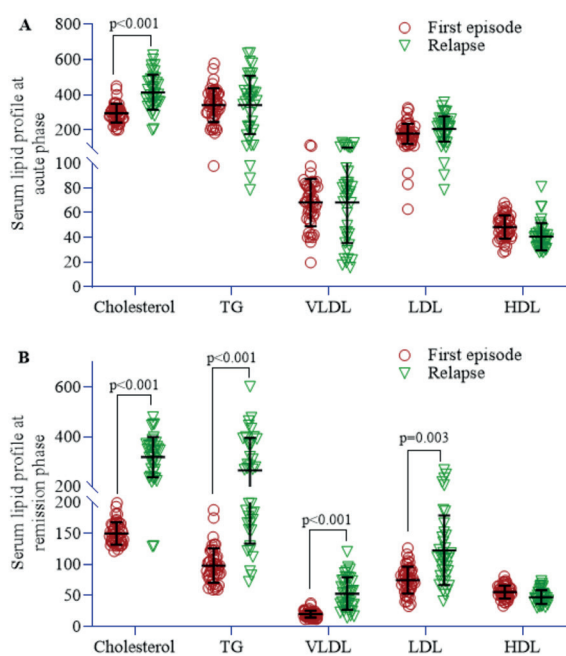 A
First episode
Relapse
p<0.001
Serum lipid profile at
acute phase
800
600
400
200
100
80
60
40
20
0
Cholesterol TG VLDL LDL HDL
B
First episode
Relapse
p<0.001
p<0.001
p<0.001
p=0.003
Serum lipid profile at
remission phase
600
400
200
200
150
100
50
0
Cholesterol TG VLDL LDL HDL